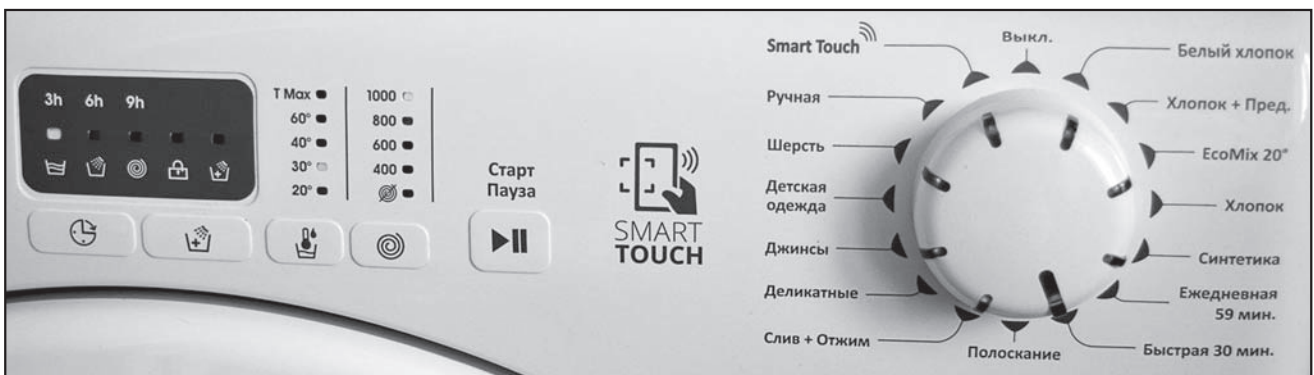 3h 6h 9h
T Max
60°
40°
30°
20°
1000
800
600
400
Старт
Пауза
SMART
TOUCH
Smart Touch
Ручная
Шерсть
Детская
одежда
Джинсы
Деликатные
Слив + Отжим
Выкл.
Белый хлопок
Хлопок + Пред.
EcoMix 20°
Хлопок
Синтетика
Ежедневная
59 мин.
Быстрая 30 мин.
Полоскание